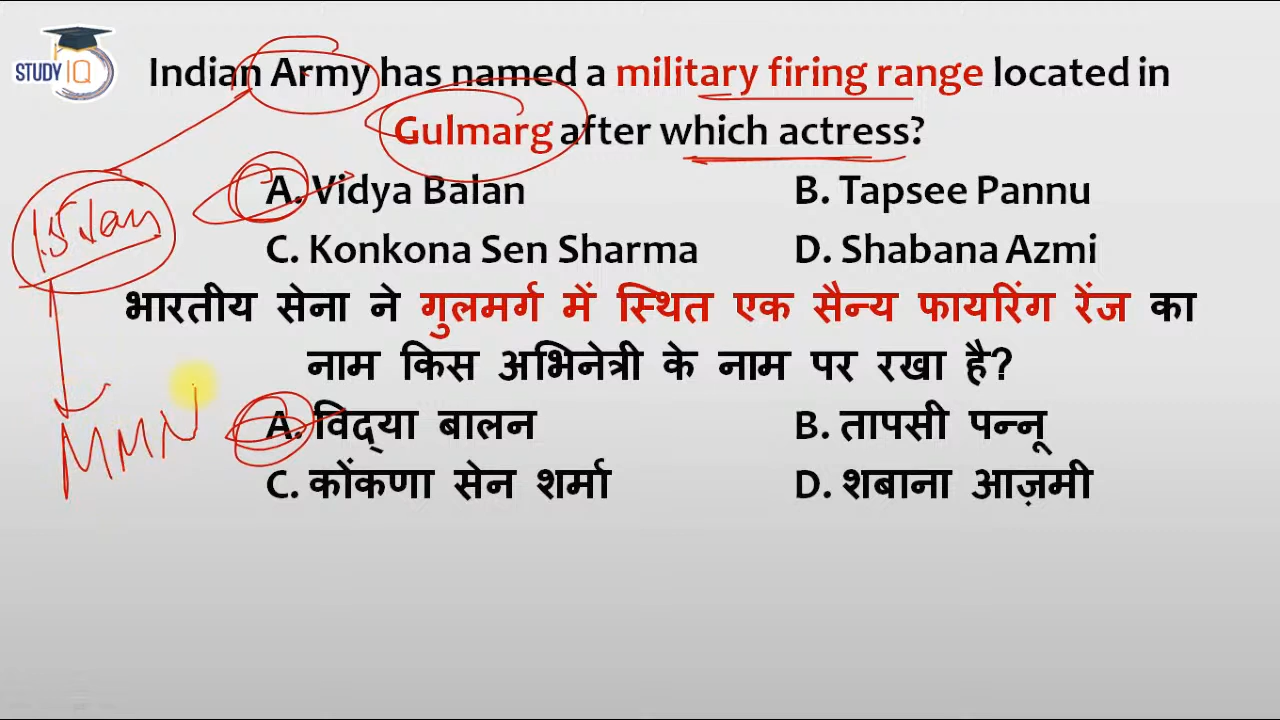 STUDY IQ
Indian Army has named a military firing range located in
Gulmarg after which actress?
A. Vidya Balan B. Tapsee Pannu
C. Konkona Sen Sharma D. Shabana Azmi
15 Jan
भारतीय सेना ने गुलमर्ग में स्थित एक सैन्य फायरिंग रेंज का
नाम किस अभिनेत्री के नाम पर रखा है?
A. विद्या बालन B. तापसी पन्नू
MMN
C. कोंकणा सेन शर्मा D. शबाना आज़मी